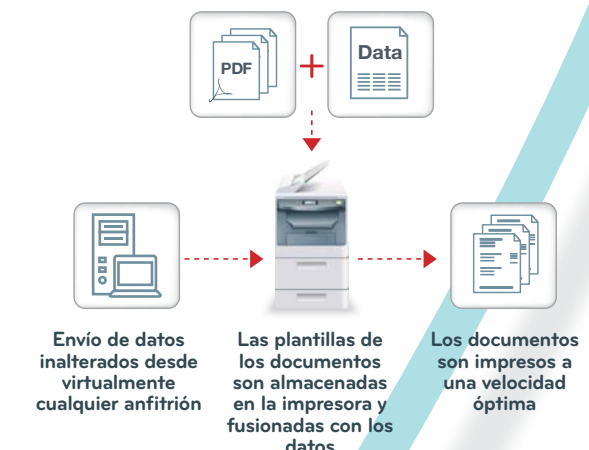 PDF
Data
Envío de datos
inalterados desde
virtualmente
cualquier anfitrión
Las plantillas de
los documentos
son almacenadas
en la impresora y
fusionadas con los
datos
Los documentos
son impresos a
una velocidad
óptima